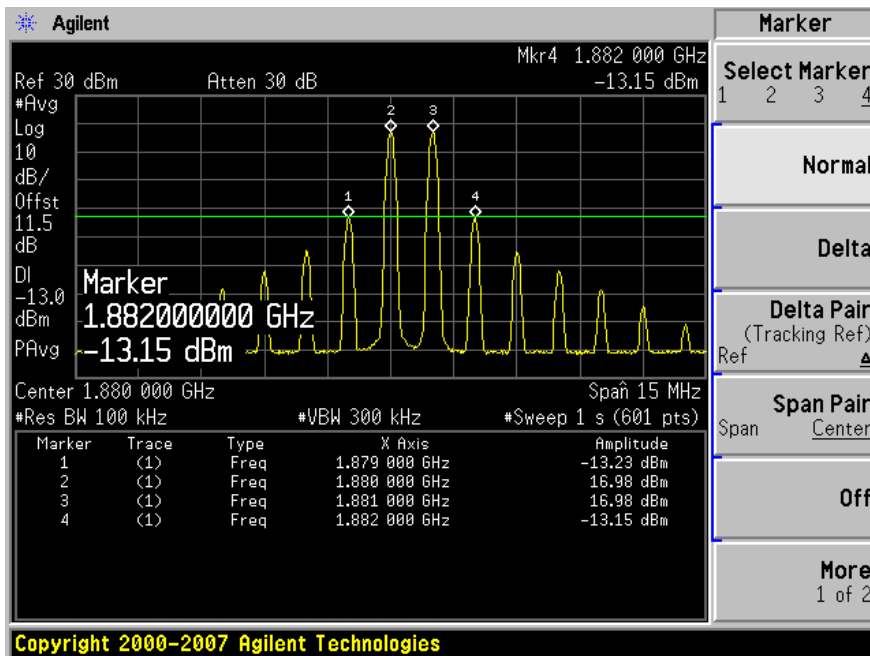 Agilent
Marker
Mkr4 1.882 000 GHz
Ref 30 dBm Atten 30 dB -13.15 dBm
#Avg
Log
10
dB/
Offst
11.5
dB
DI
-13.0
dBm
PAvg
1
2
3
4
Marker
1.882000000 GHz
-13.15 dBm
Center 1.880 000 GHz Span 15 MHz
#Res BW 100 kHz #VBW 300 kHz #Sweep 1 s (601 pts)
Marker Trace Type X Axis Amplitude
1 (1) Freq 1.879 000 GHz -13.23 dBm
2 (1) Freq 1.880 000 GHz 16.98 dBm
3 (1) Freq 1.881 000 GHz 16.98 dBm
4 (1) Freq 1.882 000 GHz -13.15 dBm
Select Marker
1 2 3 4
Normal
Delta
Delta Pair
(Tracking Ref)
Ref Δ
Span Pair
Span Center
Off
More
1 of 2
Copyright 2000-2007 Agilent Technologies